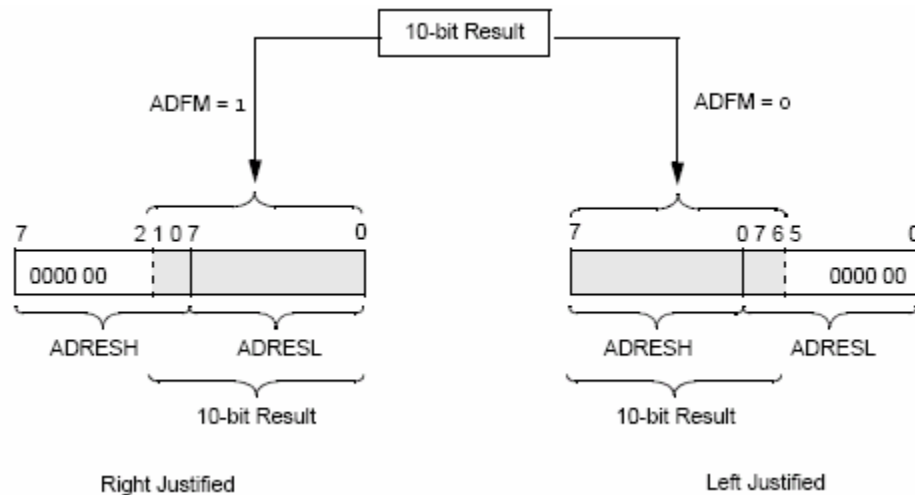 10-bit Result
ADFM = 1
ADFM = 0
7 2 1 0 7 0
7 0 7 6 5 0
0000 00
0000 00
ADRESH
ADRESL
ADRESH
ADRESL
10-bit Result
10-bit Result
Right Justified
Left Justified